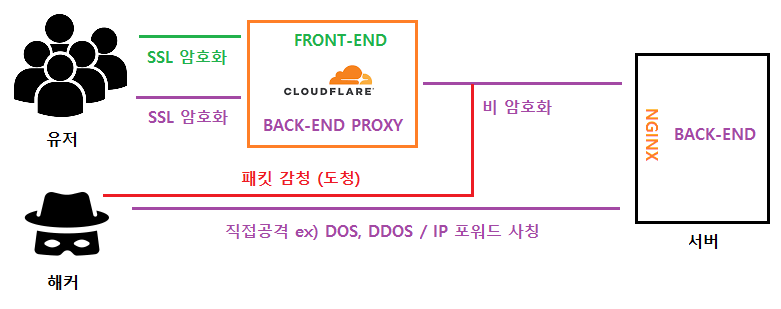 FRONT-END
SSL 암호화
CLOUDFLARE
SSL 암호화
BACK-END PROXY
비 암호화
NGINX
BACK-END
유저
패킷 감청 (도청)
직접공격 ex) DOS, DDOS / IP 포워드 사칭
서버
해커